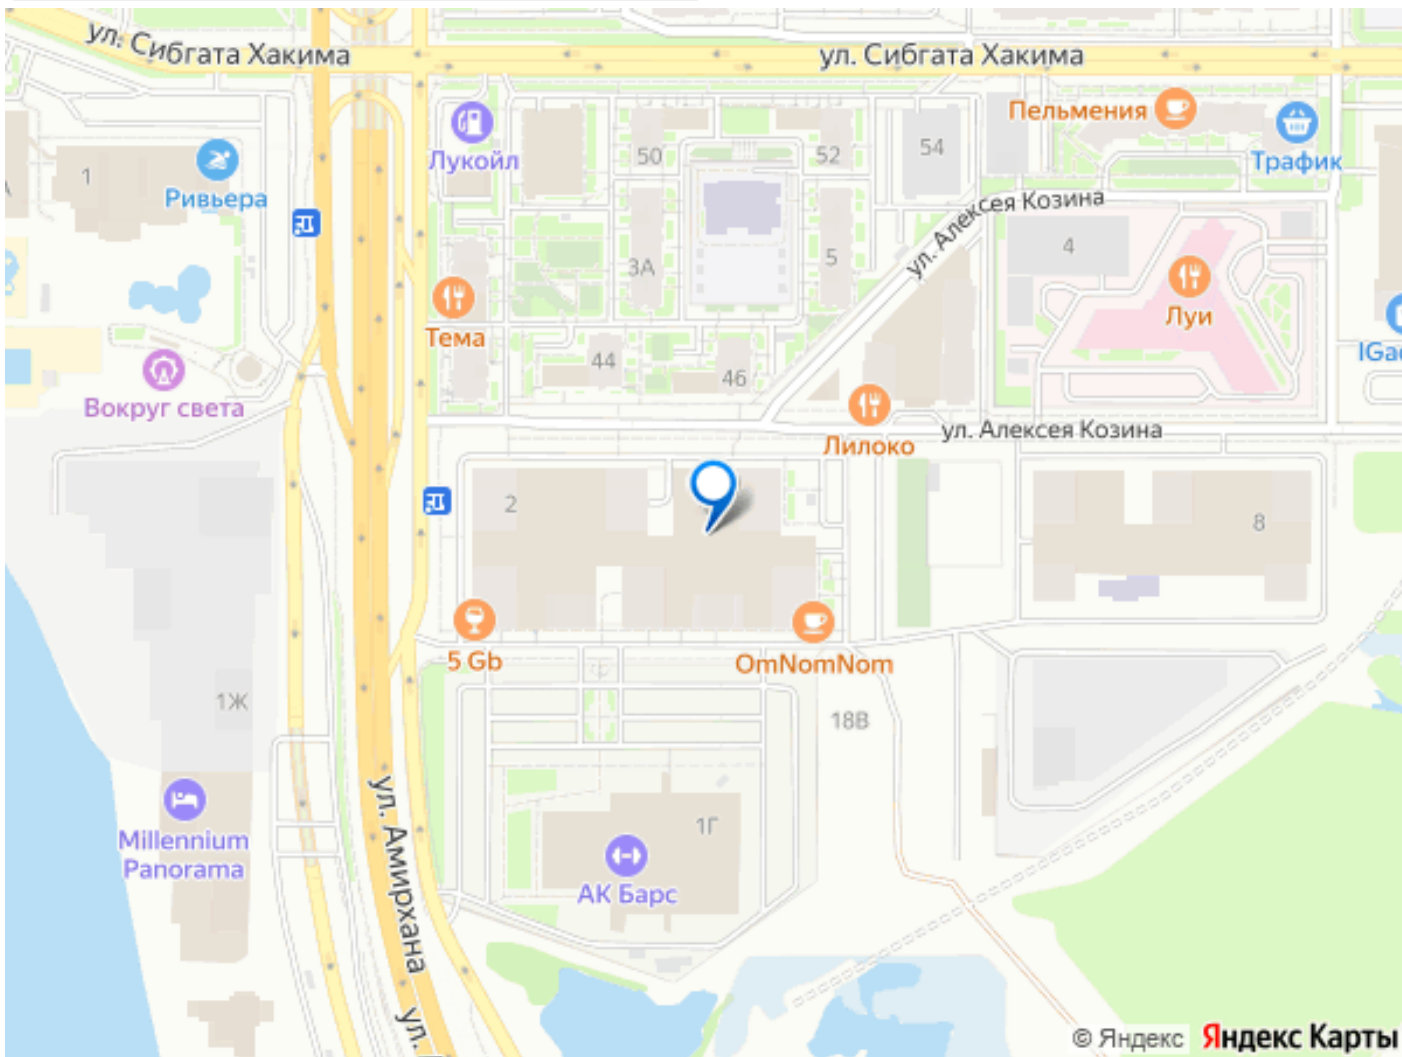 ул. Сибгата Хакима
ул. Сибгата Хакима
Пельмения
Лукойл
50
52
54
Трафик
1
Ривьера
ул. Алексея Козина
4
3А
5
Луи
Тема
IGa
44
46
Вокруг света
Лилоко
ул. Алексея Козина
2
8
5 Gb
OmNomNom
1Ж
18В
ул. Амирхана
Millennium
Panorama
1Г
АК Барс
ул.
© Яндекс Яндекс Карты